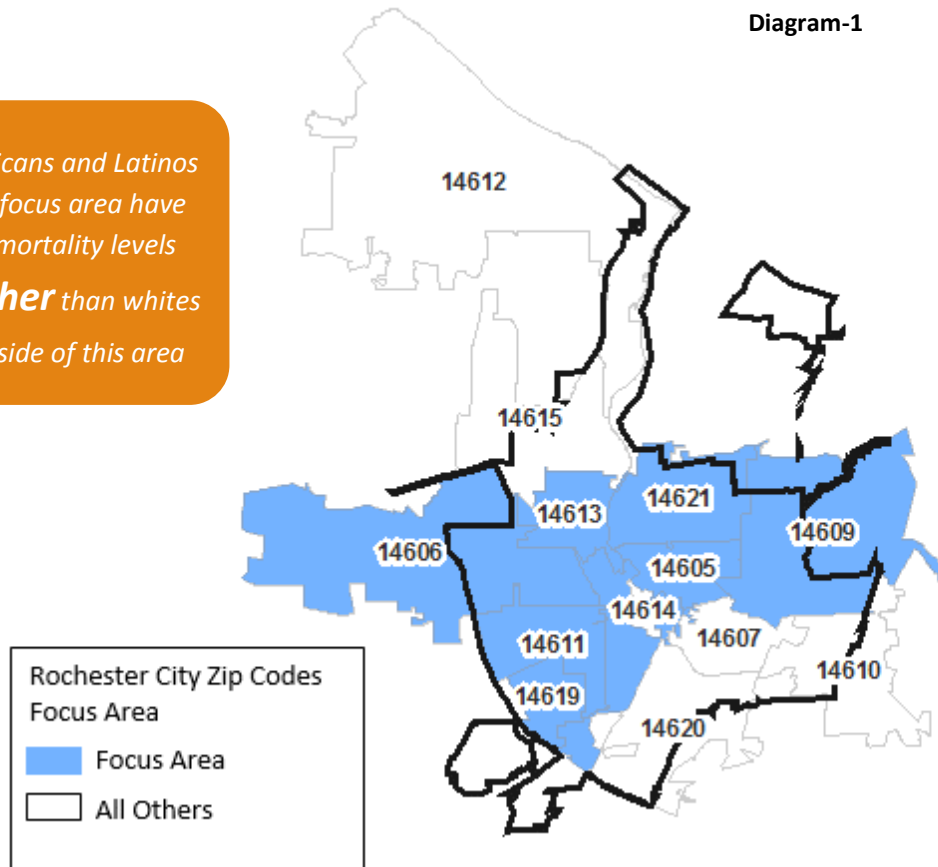 Diagram-1
icans and Latinos
focus area have
mortality levels
her than whites
side of this area
14612
14615
14613
14621
14609
14606
14605
14614
14607
14611
14610
14619
14620
Rochester City Zip Codes
Focus Area
Focus Area
All Others